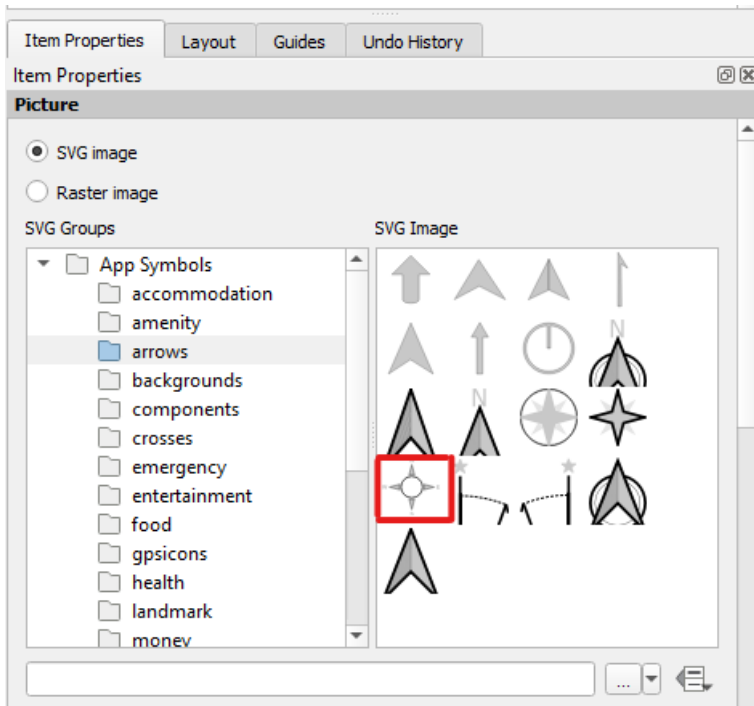 Item Properties Layout Guides Undo History
Item Properties
Picture
SVG image
Raster image
SVG Groups SVG Image
App Symbols
accommodation
amenity
arrows
backgrounds
components
crosses
emergency
entertainment
food
gpsicons
health
landmark
money
N
N
...